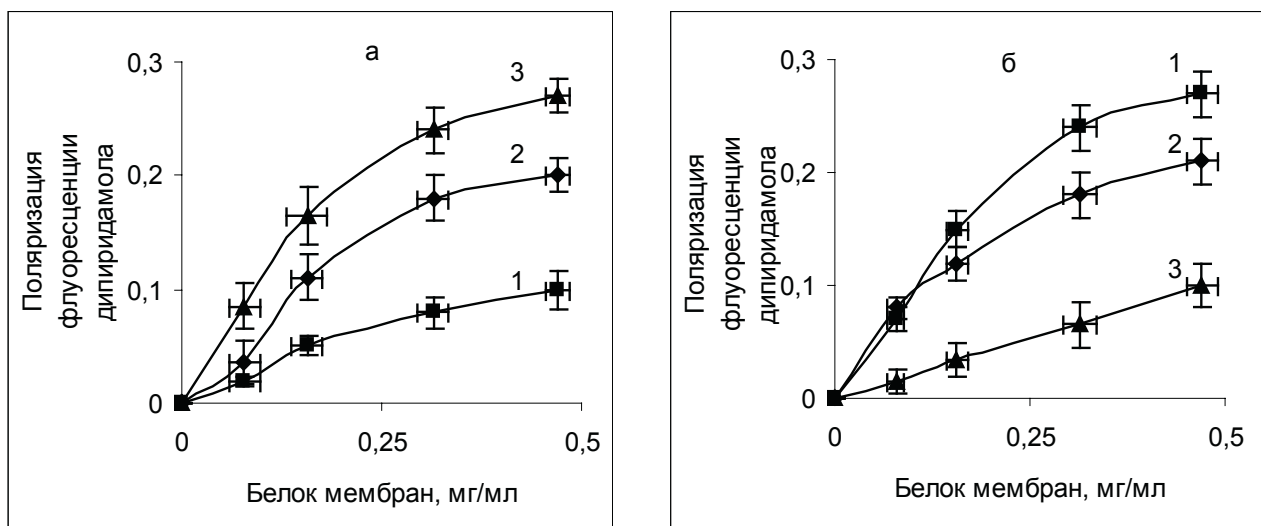 а
Поляризация
флуоресценции
дипиридамола
0,3
0,2
0,1
0
3
2
1
0
0,25
0,5
Белок мембран, мг/мл
б
Поляризация
флуоресценции
дипиридамола
0,3
0,2
0,1
0
1
2
3
0
0,25
0,5
Белок мембран, мг/мл